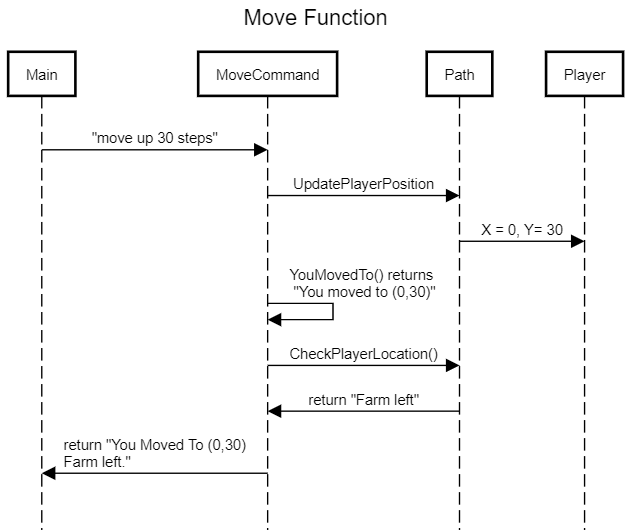 Move Function
Main
MoveCommand
Path
Player
"move up 30 steps"
UpdatePlayerPosition
X = 0, Y= 30
YouMovedTo() returns
"You moved to (0,30)"
CheckPlayerLocation()
return "Farm left"
return "You Moved To (0,30)
Farm left."